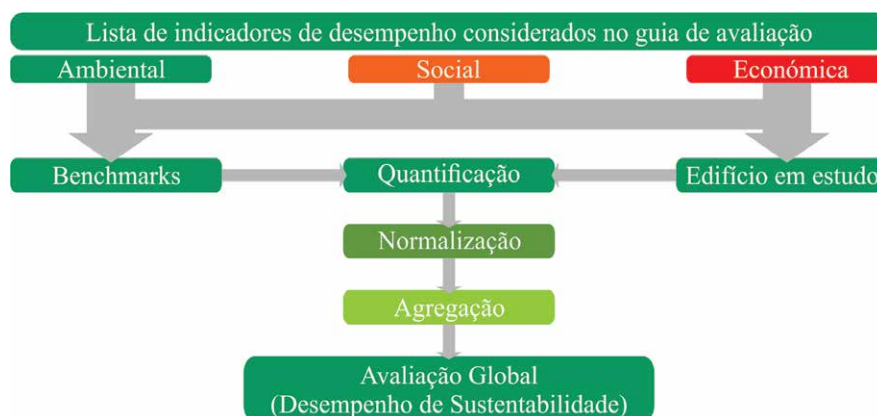 Lista de indicadores de desempenho considerados no guia de avaliação
Ambiental
Social
Económica
Benchmarks
Quantificação
Edifício em estudo
Normalização
Agregação
Avaliação Global
(Desempenho de Sustentabilidade)